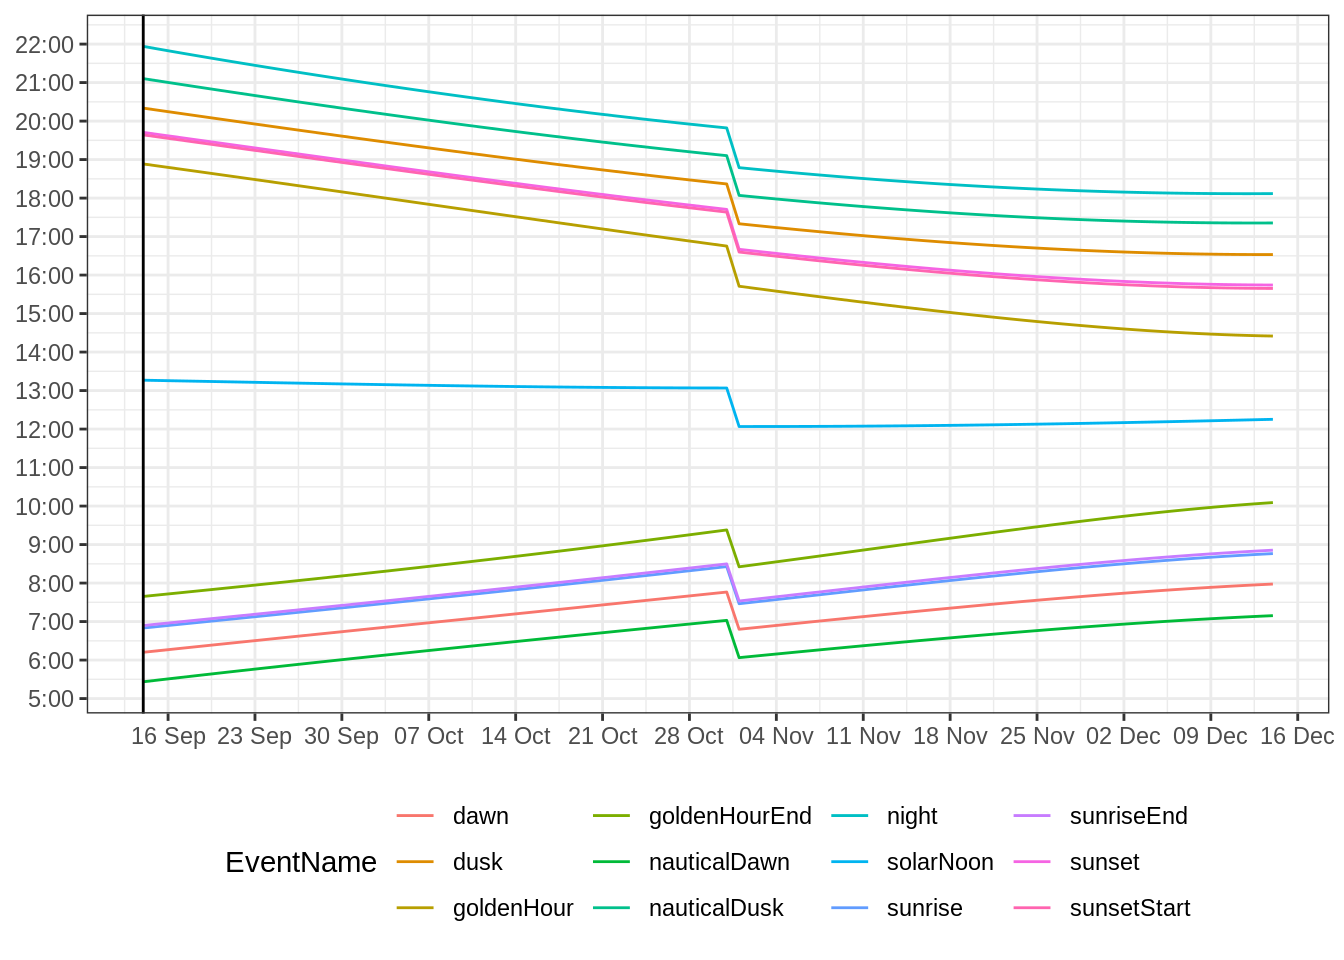 22:00
21:00
20:00
19:00
18:00
17:00
16:00
15:00
14:00
13:00
12:00
11:00
10:00
9:00
8:00
7:00
6:00
5:00
16 Sep 23 Sep 30 Sep 07 Oct 14 Oct 21 Oct 28 Oct 04 Nov 11 Nov 18 Nov 25 Nov 02 Dec 09 Dec 16 Dec
EventName
dawn
dusk
goldenHour
goldenHourEnd
nauticalDawn
nauticalDusk
night
solarNoon
sunrise
sunriseEnd
sunset
sunsetStart